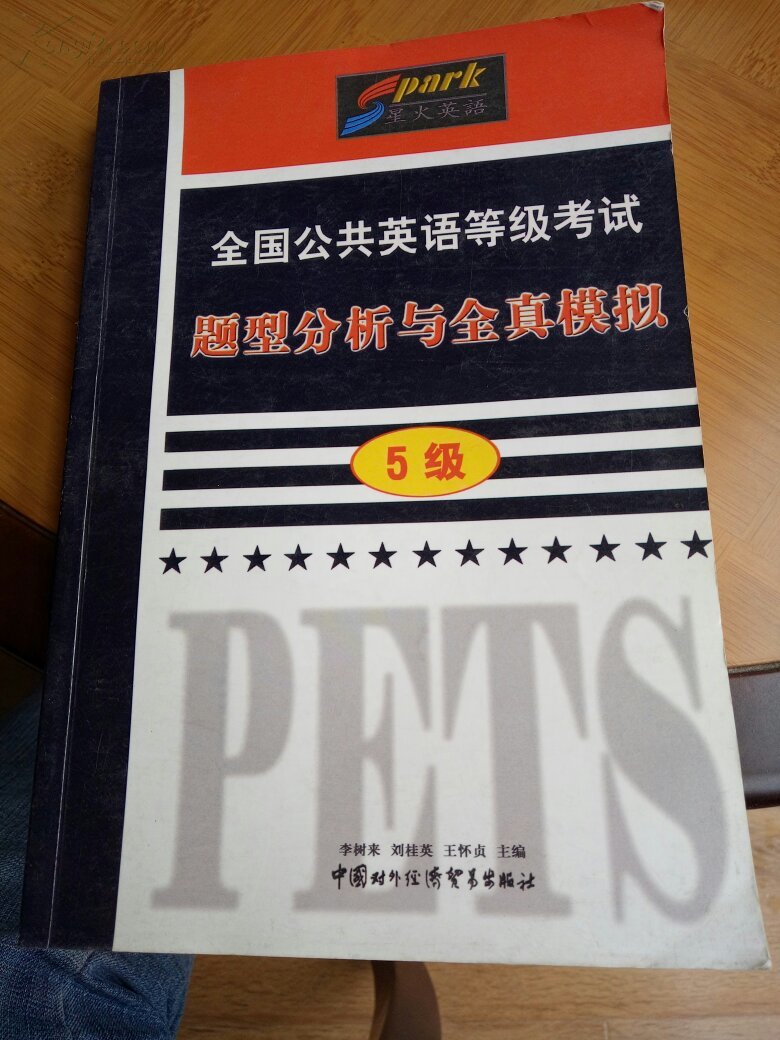 Spark
星火英語
全国公共英语等级考试
题型分析与全真模拟
5级
PETS
李树来 刘桂英 王怀贞 主编
中国对外经济贸易出版社